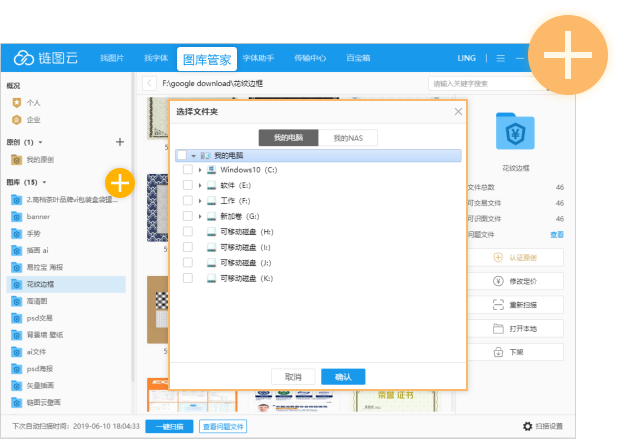 链图云
找图片
找字体
图库管家
字体助手
传输中心
百宝箱
LING
概况
个人
企业
原创 (1)
我的原创
图库 (15)
2.高档茶叶品牌vi包装盒袋提...
banner
手势
插画 ai
易拉宝 海报
花纹边框
高清图
psd交易
背景墙 壁纸
ai文件
psd海报
矢量插画
链图云壁画
F:\google download\花纹边框
请输入关键字搜索
选择文件夹
我的电脑
我的NAS
我的电脑
Windows10 (C:)
软件 (E:)
工作 (F:)
新加卷 (G:)
可移动磁盘 (H:)
可移动磁盘 (I:)
可移动磁盘 (J:)
可移动磁盘 (K:)
取消
确认
荣誉证书
花纹边框
文件总数 46
可交易文件 46
可识图文件 46
问题文件 查看
认证原创
修改定价
重新扫描
打开本地
下架
下次自动扫描时间: 2019-06-10 18:04:33
一键扫描
查看问题文件
扫描设置